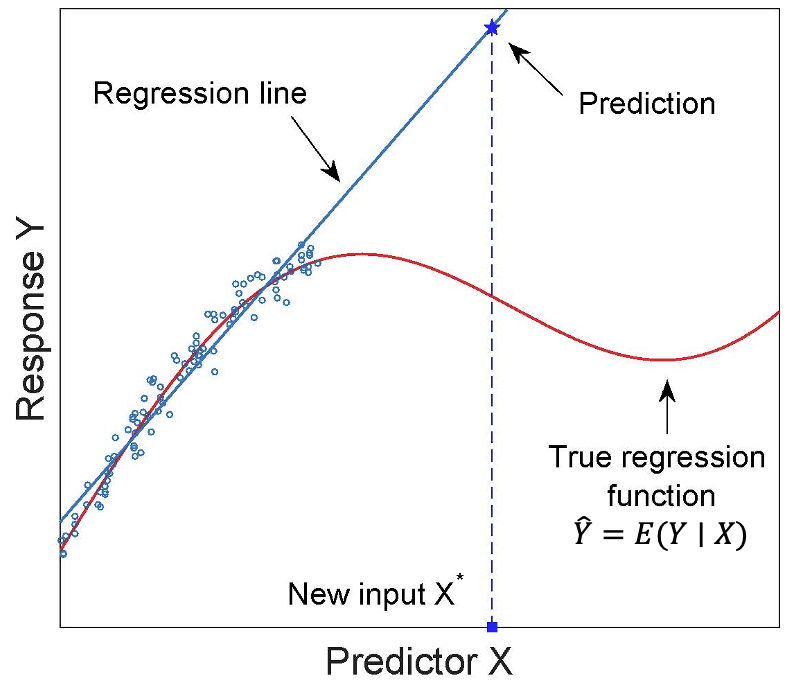 Regression line
Prediction
Response Y
True regression
function
Ŷ = E(Y | X)
New input X*
Predictor X